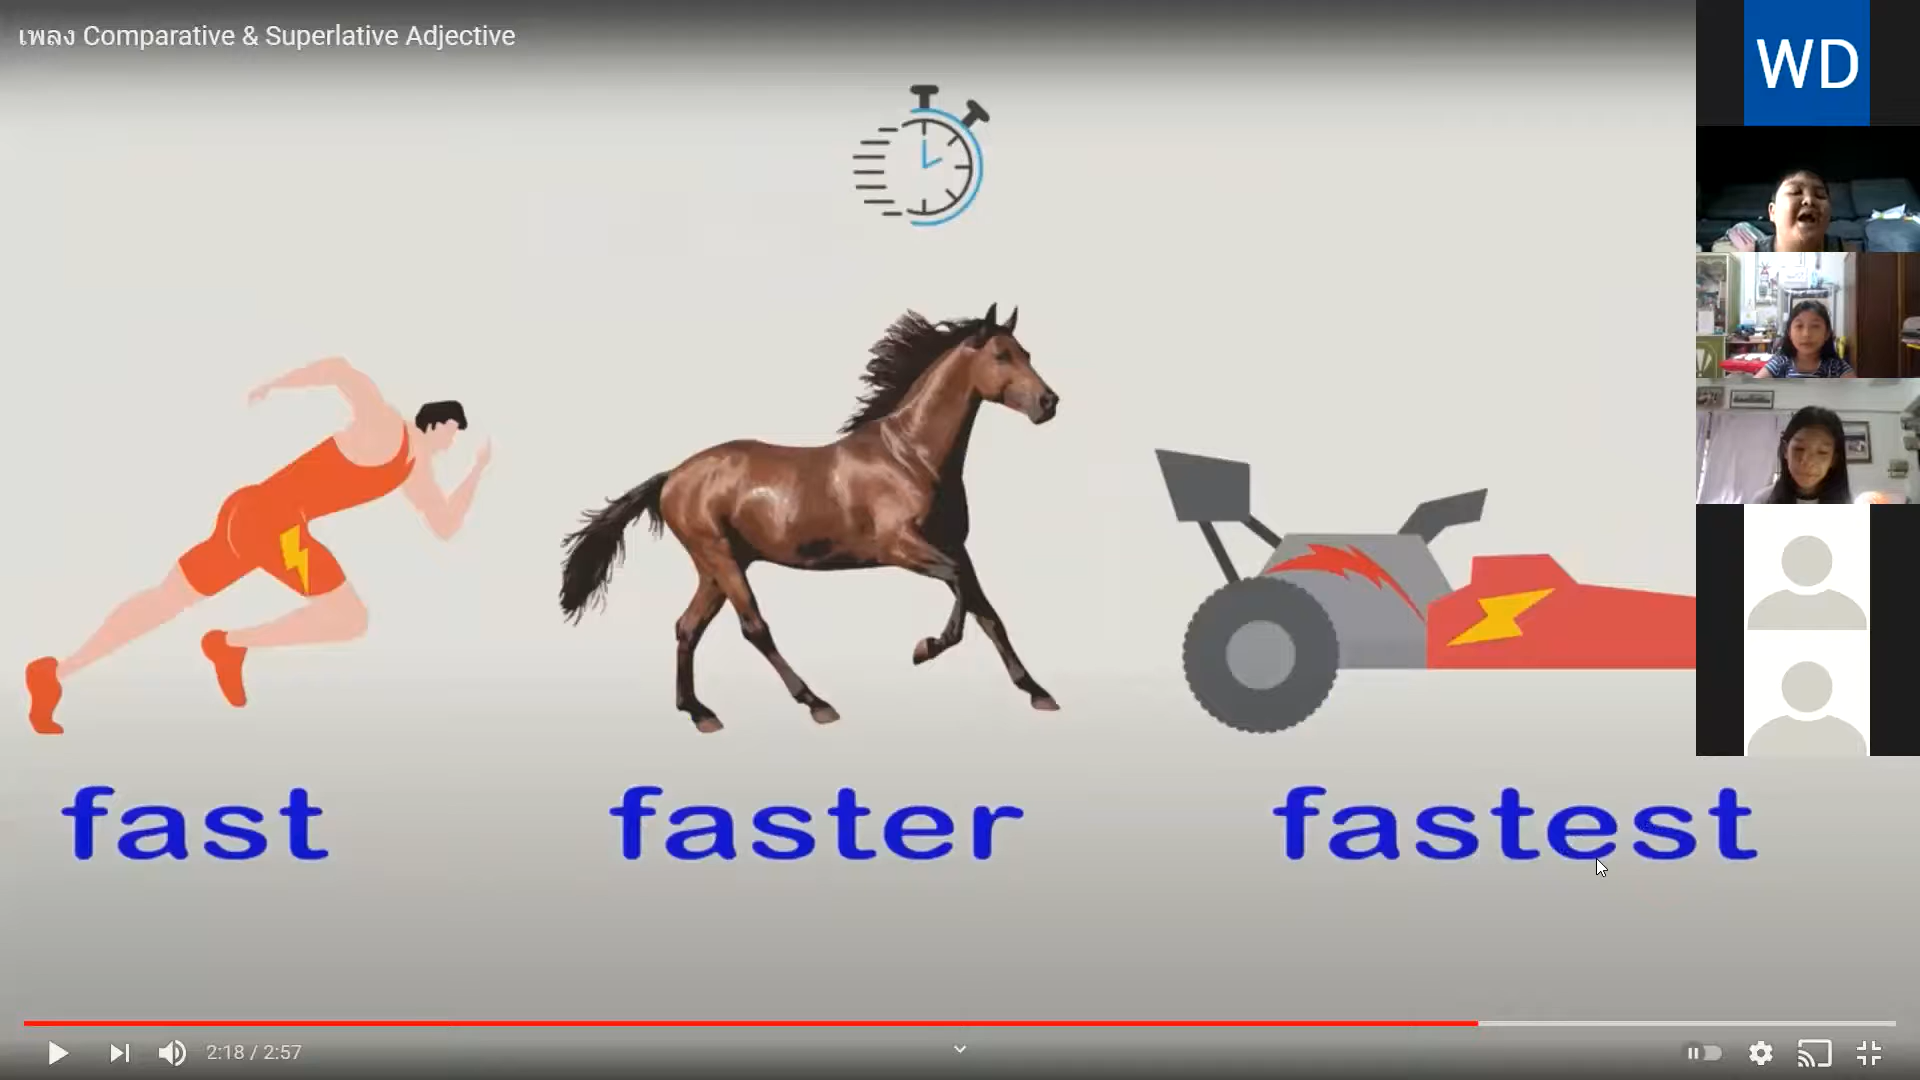 เพลง Comparative & Superlative Adjective
WD
fast
faster
fastest
2:18 / 2:57